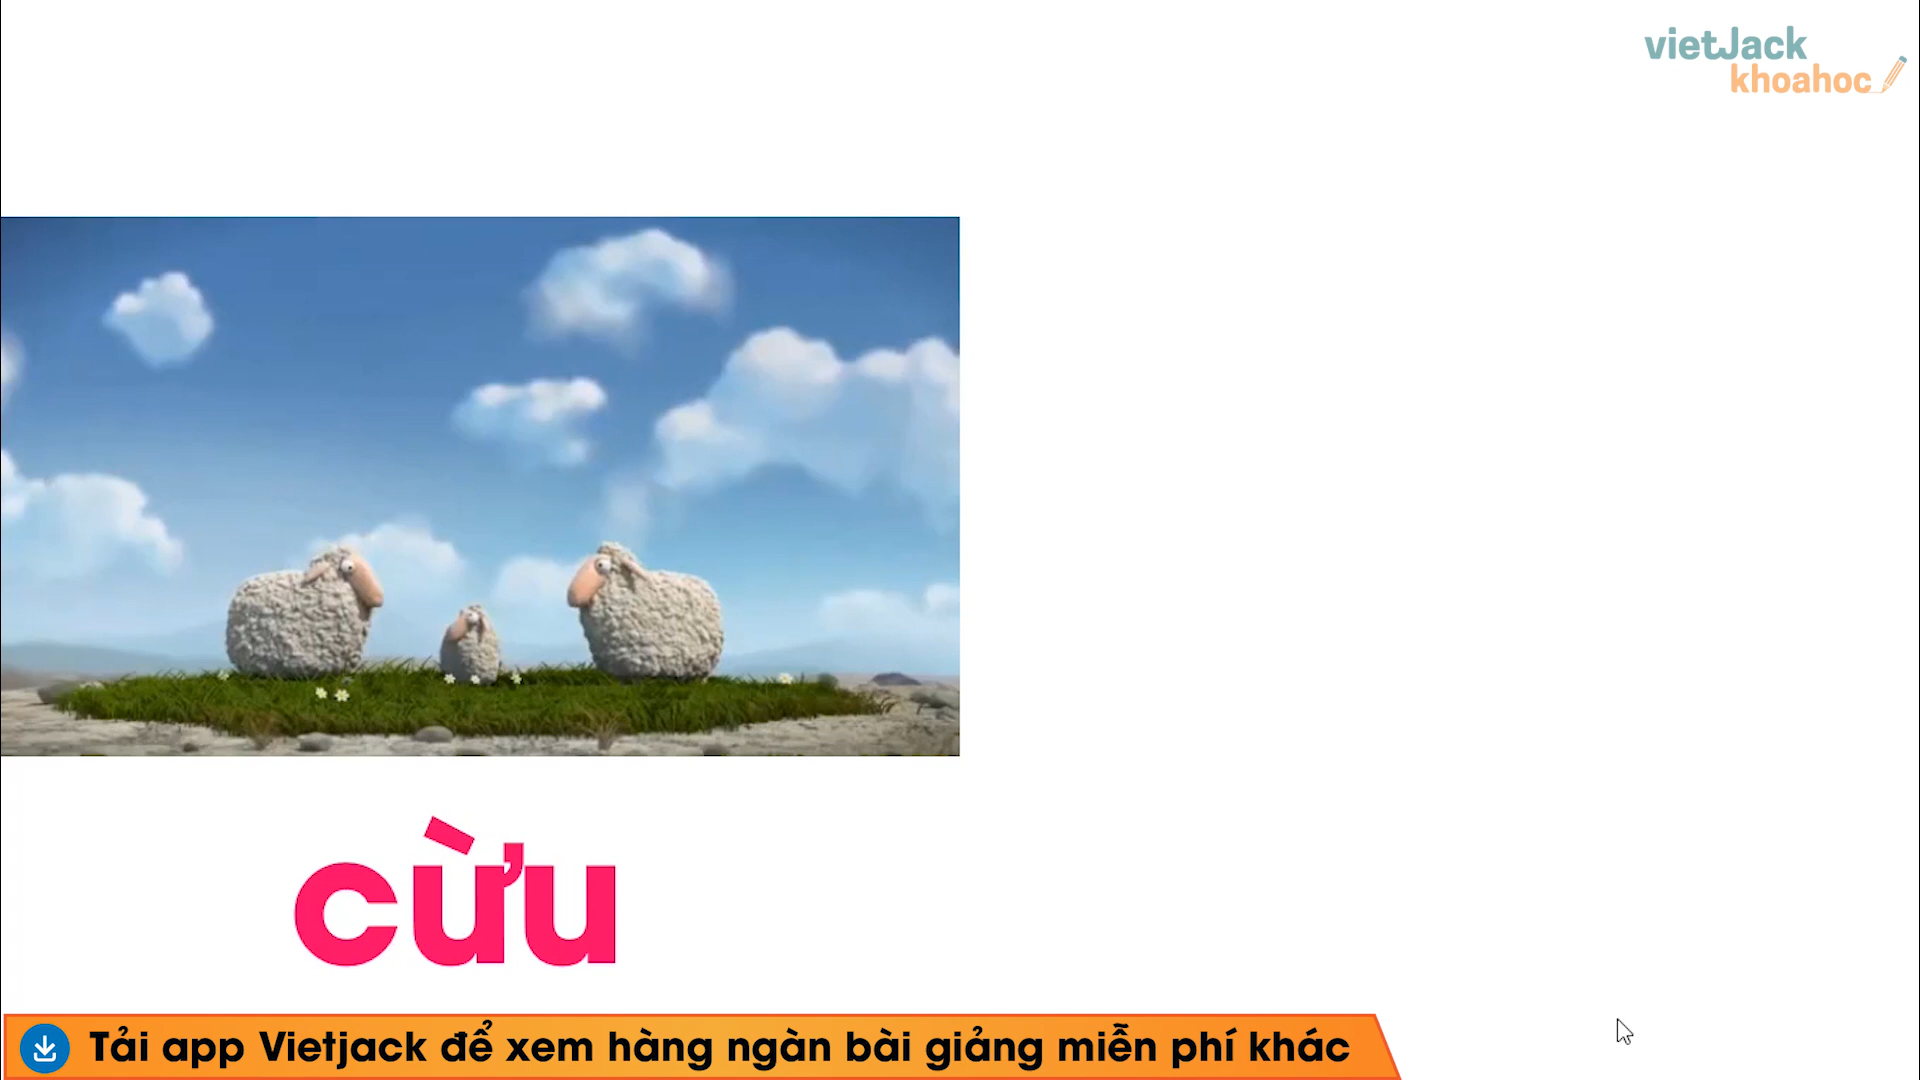 vietJack
khoahoc
cừu
Tải app Vietjack để xem hàng ngàn bài giảng miễn phí khác